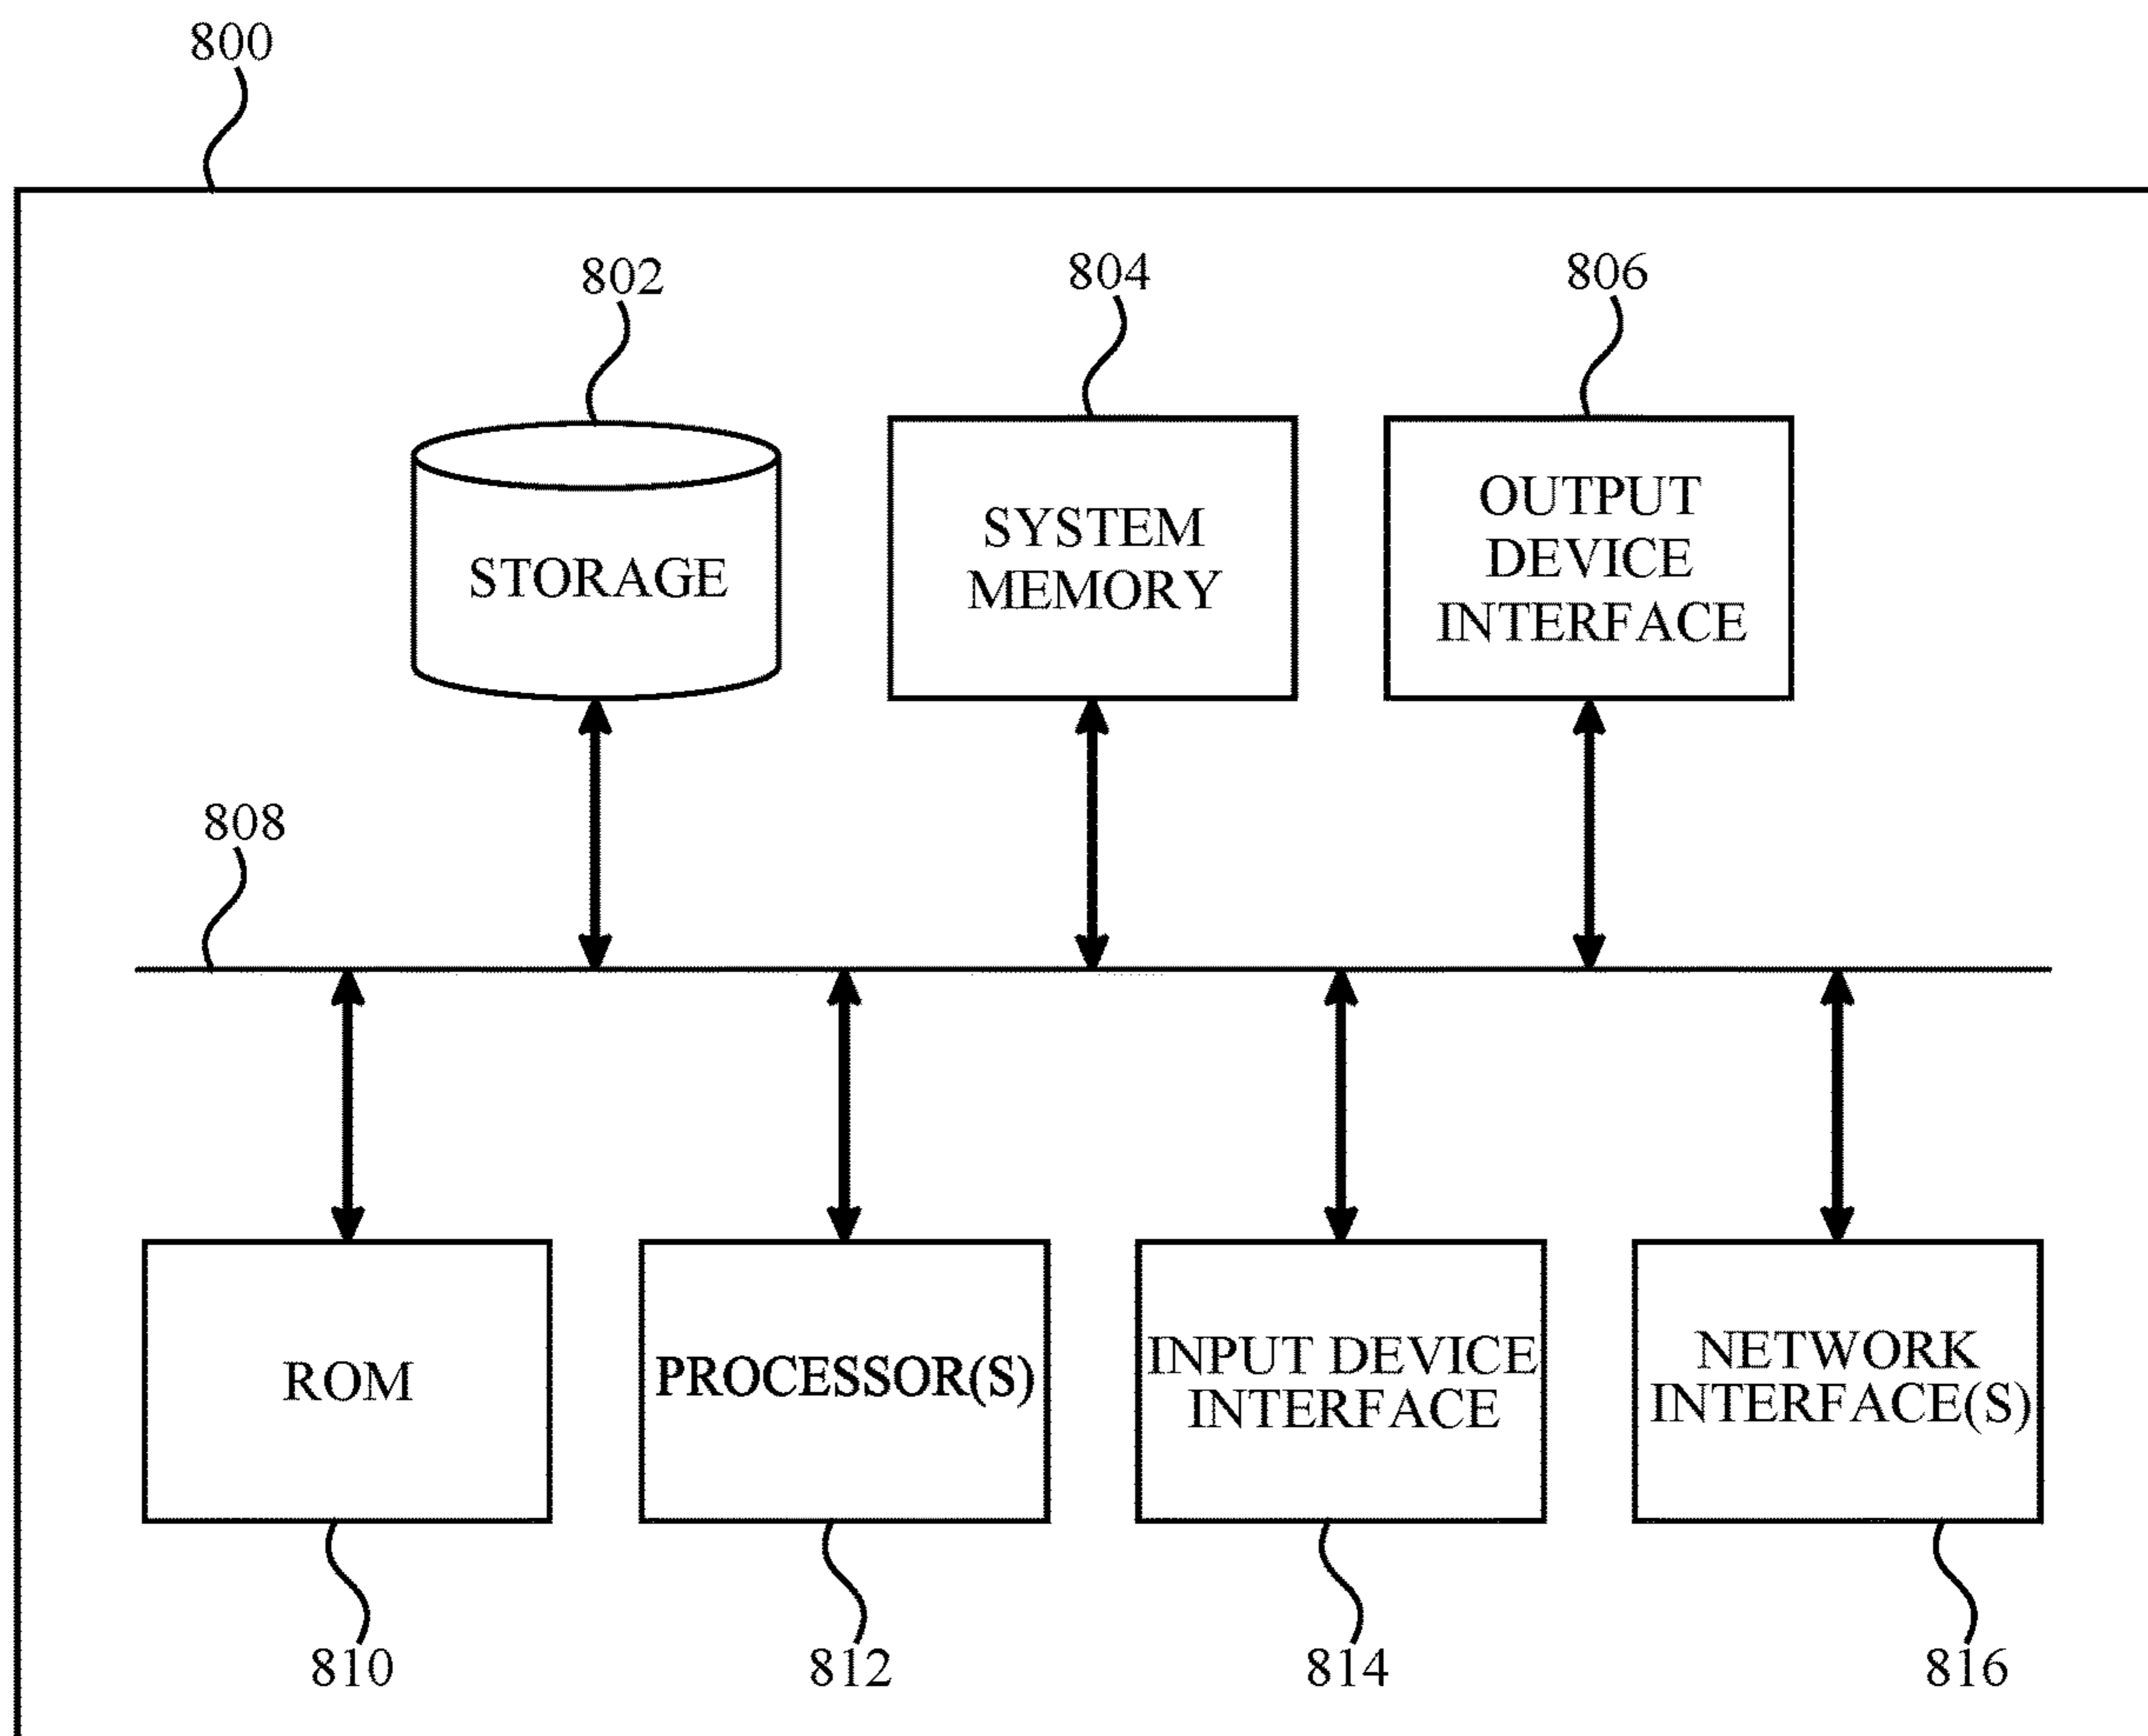 800
802
804
806
STORAGE
SYSTEM
MEMORY
OUTPUT
DEVICE
INTERFACE
808
ROM
PROCESSOR(S)
INPUT DEVICE
INTERFACE
NETWORK
INTERFACE(S)
810
812
814
816